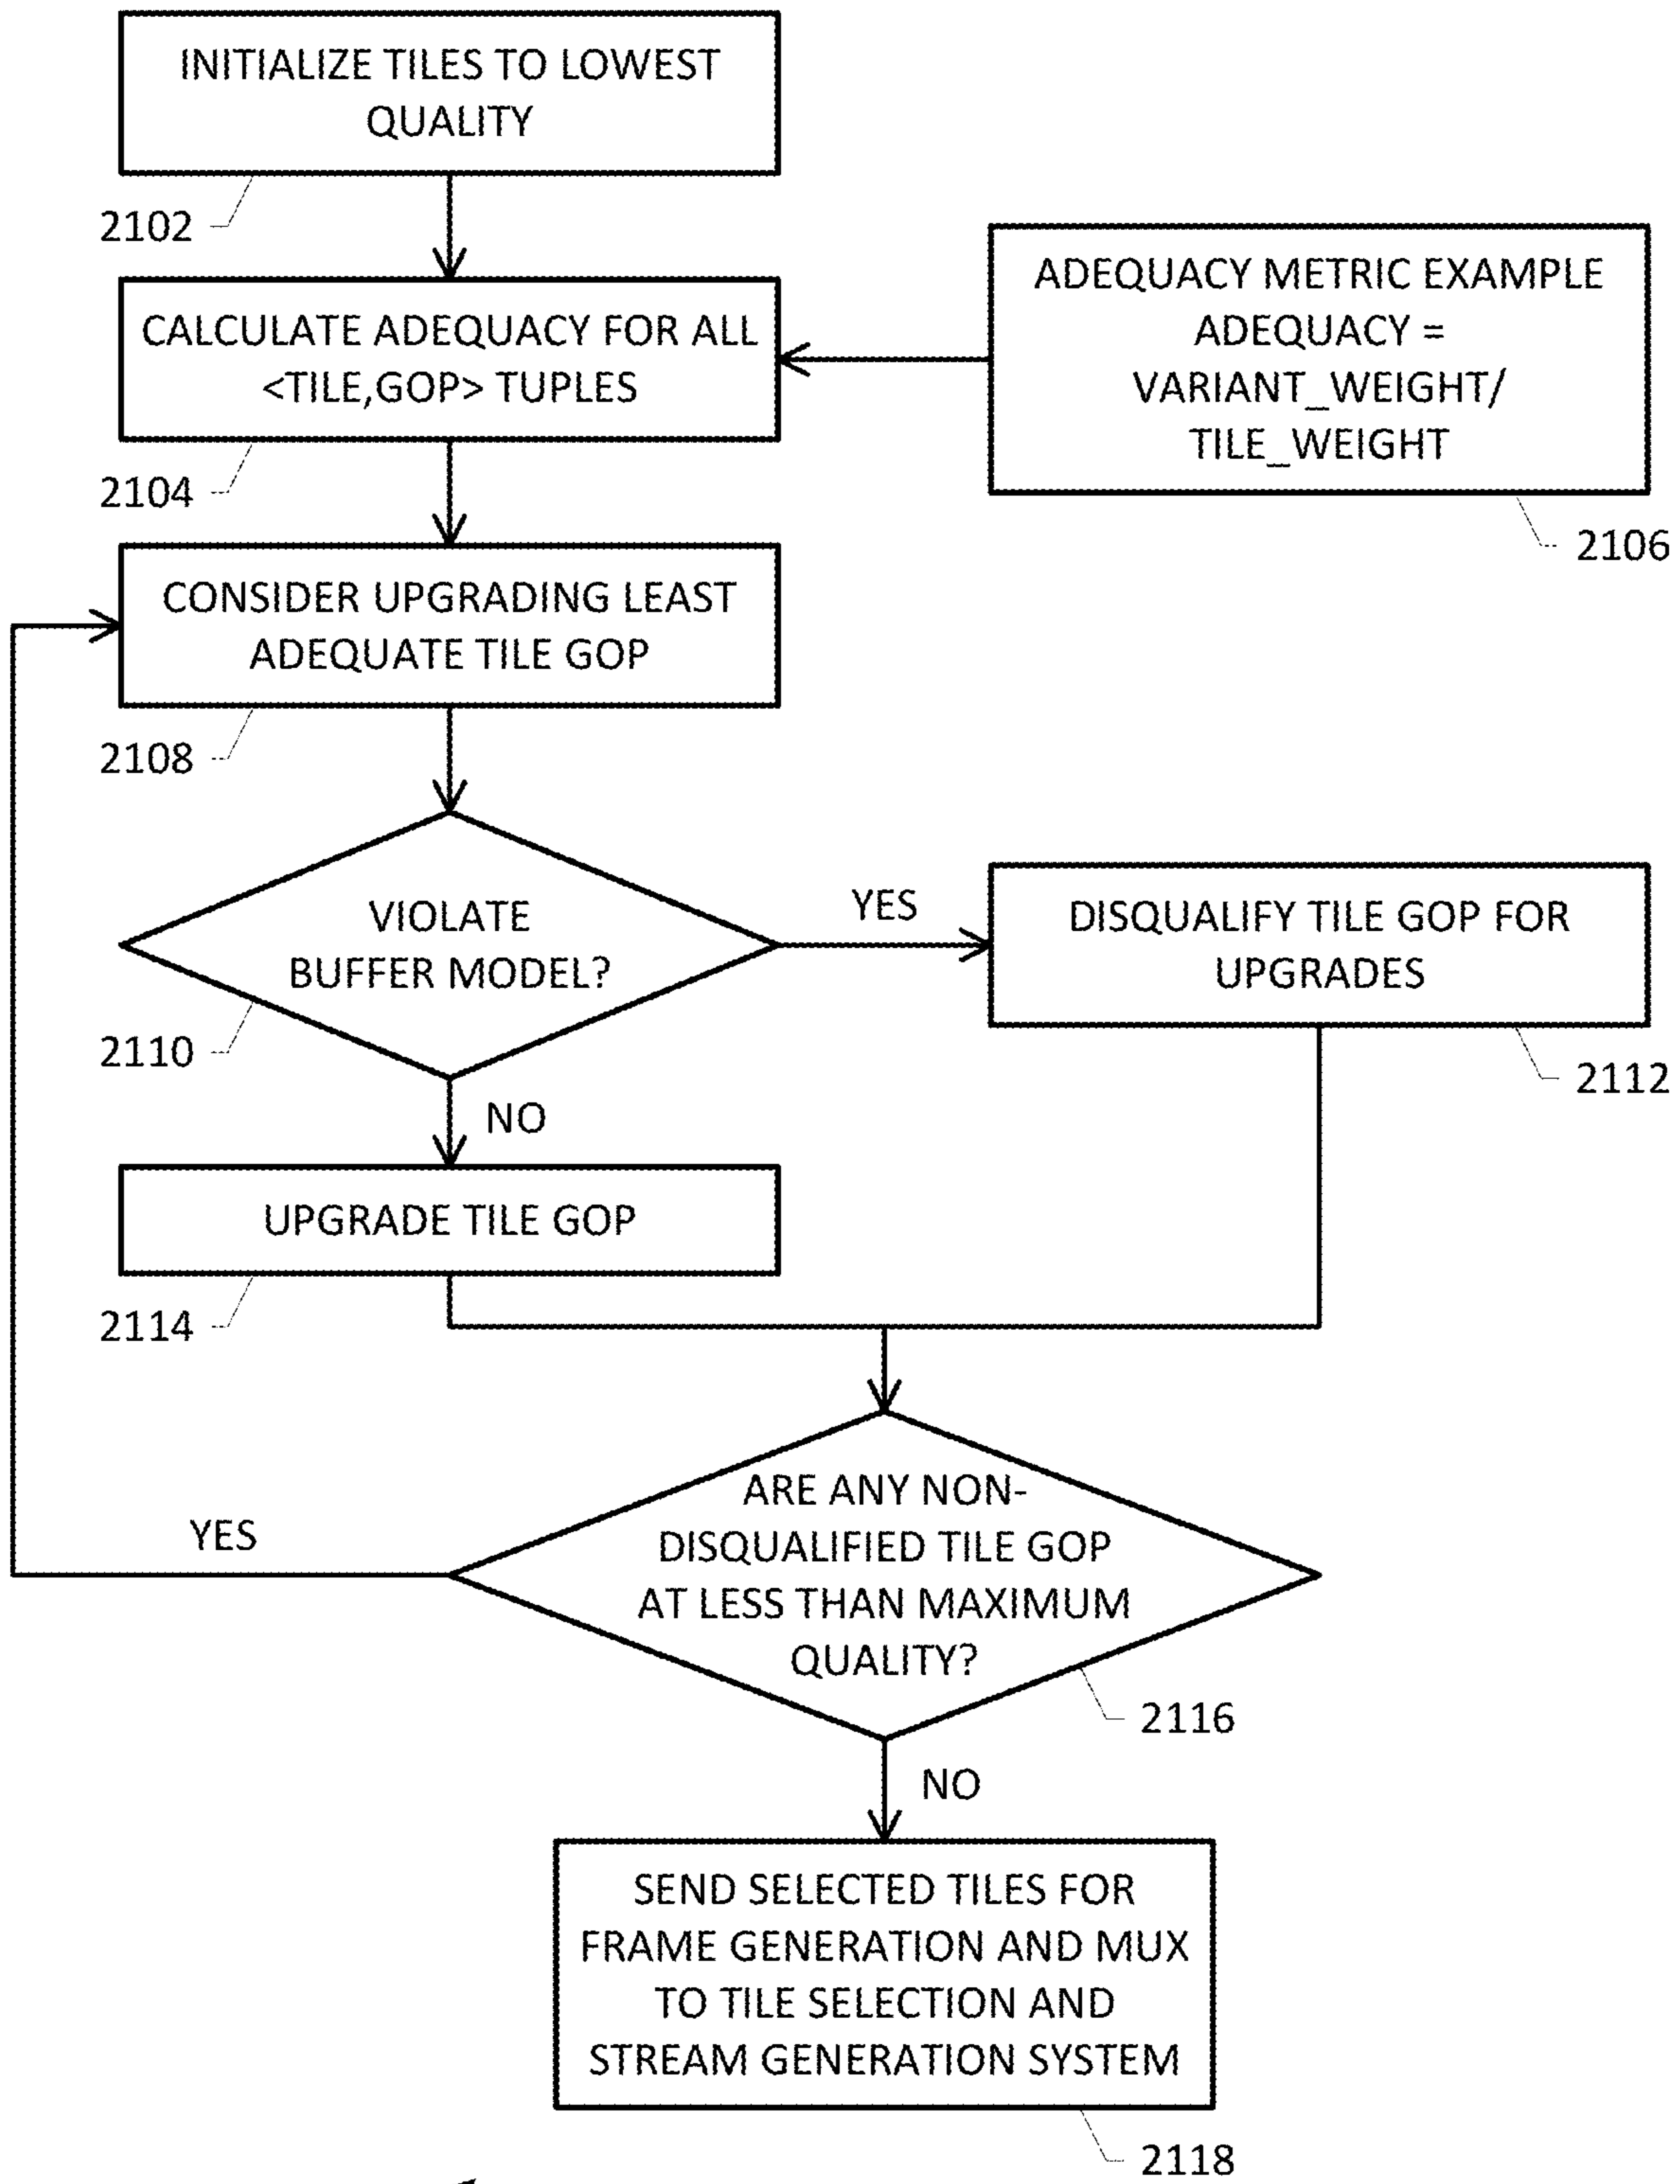 INITIALIZE TILES TO LOWEST
QUALITY
2102
CALCULATE ADEQUACY FOR ALL
<TILE,GOP> TUPLES
2104
ADEQUACY METRIC EXAMPLE
ADEQUACY =
VARIANT_WEIGHT/
TILE_WEIGHT
2106
CONSIDER UPGRADING LEAST
ADEQUATE TILE GOP
2108
VIOLATE
BUFFER MODEL?
2110
YES
DISQUALIFY TILE GOP FOR
UPGRADES
2112
NO
UPGRADE TILE GOP
2114
ARE ANY NON-
DISQUALIFIED TILE GOP
AT LESS THAN MAXIMUM
QUALITY?
2116
YES
NO
SEND SELECTED TILES FOR
FRAME GENERATION AND MUX
TO TILE SELECTION AND
STREAM GENERATION SYSTEM
2118